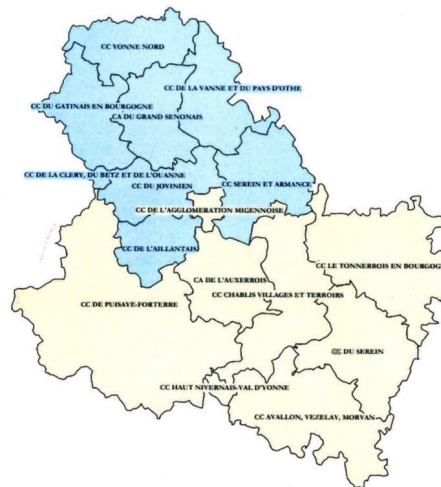 CC YONNE NORD
CC DE LA VANNE ET DU PAYS D'OTHE
CC DU GATINAIS EN BOURGOGNE
CA DU GRAND SENONAIS
CC DE LA CLERY, DU BETZ ET DE L'OUANNE
CC DU JOVINIEN
CC SEREIN ET ARMANCE
CC DE L'AGGLOMERATION MIGENNOISE
CC DE L'AILLANTAIS
CC LE TONNERROIS EN BOURGOG
CA DE L'AUXERROIS
CC CHABLIS VILLAGES ET TERROIRS
CC DE PUISAYE-FORTERRE
CC DU SEREIN
CC HAUT NIVERNAIS-VAL D'YONNE
CC AVALLON, VEZELAY, MORVAN